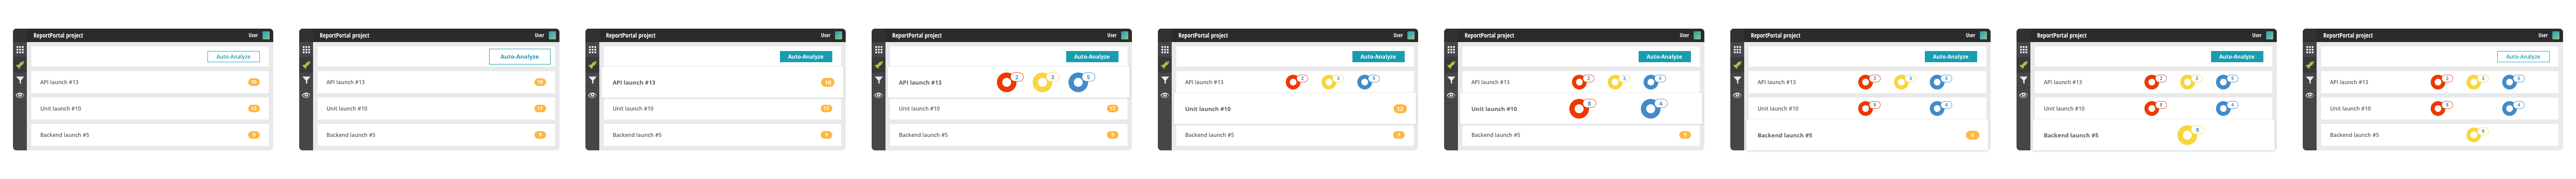 ReportPortal project User
Auto-Analyze
API launch #13 10
Unit launch #10 12
Backend launch #5 9
ReportPortal project User
Auto-Analyze
API launch #13 10
Unit launch #10 12
Backend launch #5 9
ReportPortal project User
Auto-Analyze
API launch #13 10
Unit launch #10 12
Backend launch #5 9
ReportPortal project User
Auto-Analyze
API launch #13 2 3 5
Unit launch #10 12
Backend launch #5 9
ReportPortal project User
Auto-Analyze
API launch #13 2 3 5
Unit launch #10 12
Backend launch #5 9
ReportPortal project User
Auto-Analyze
API launch #13 2 3 5
Unit launch #10 8 4
Backend launch #5 9
ReportPortal project User
Auto-Analyze
API launch #13 2 3 5
Unit launch #10 8 4
Backend launch #5 9
ReportPortal project User
Auto-Analyze
API launch #13 2 3 5
Unit launch #10 8 4
Backend launch #5 9
ReportPortal project User
Auto-Analyze
API launch #13 2 3 5
Unit launch #10 8 4
Backend launch #5 9